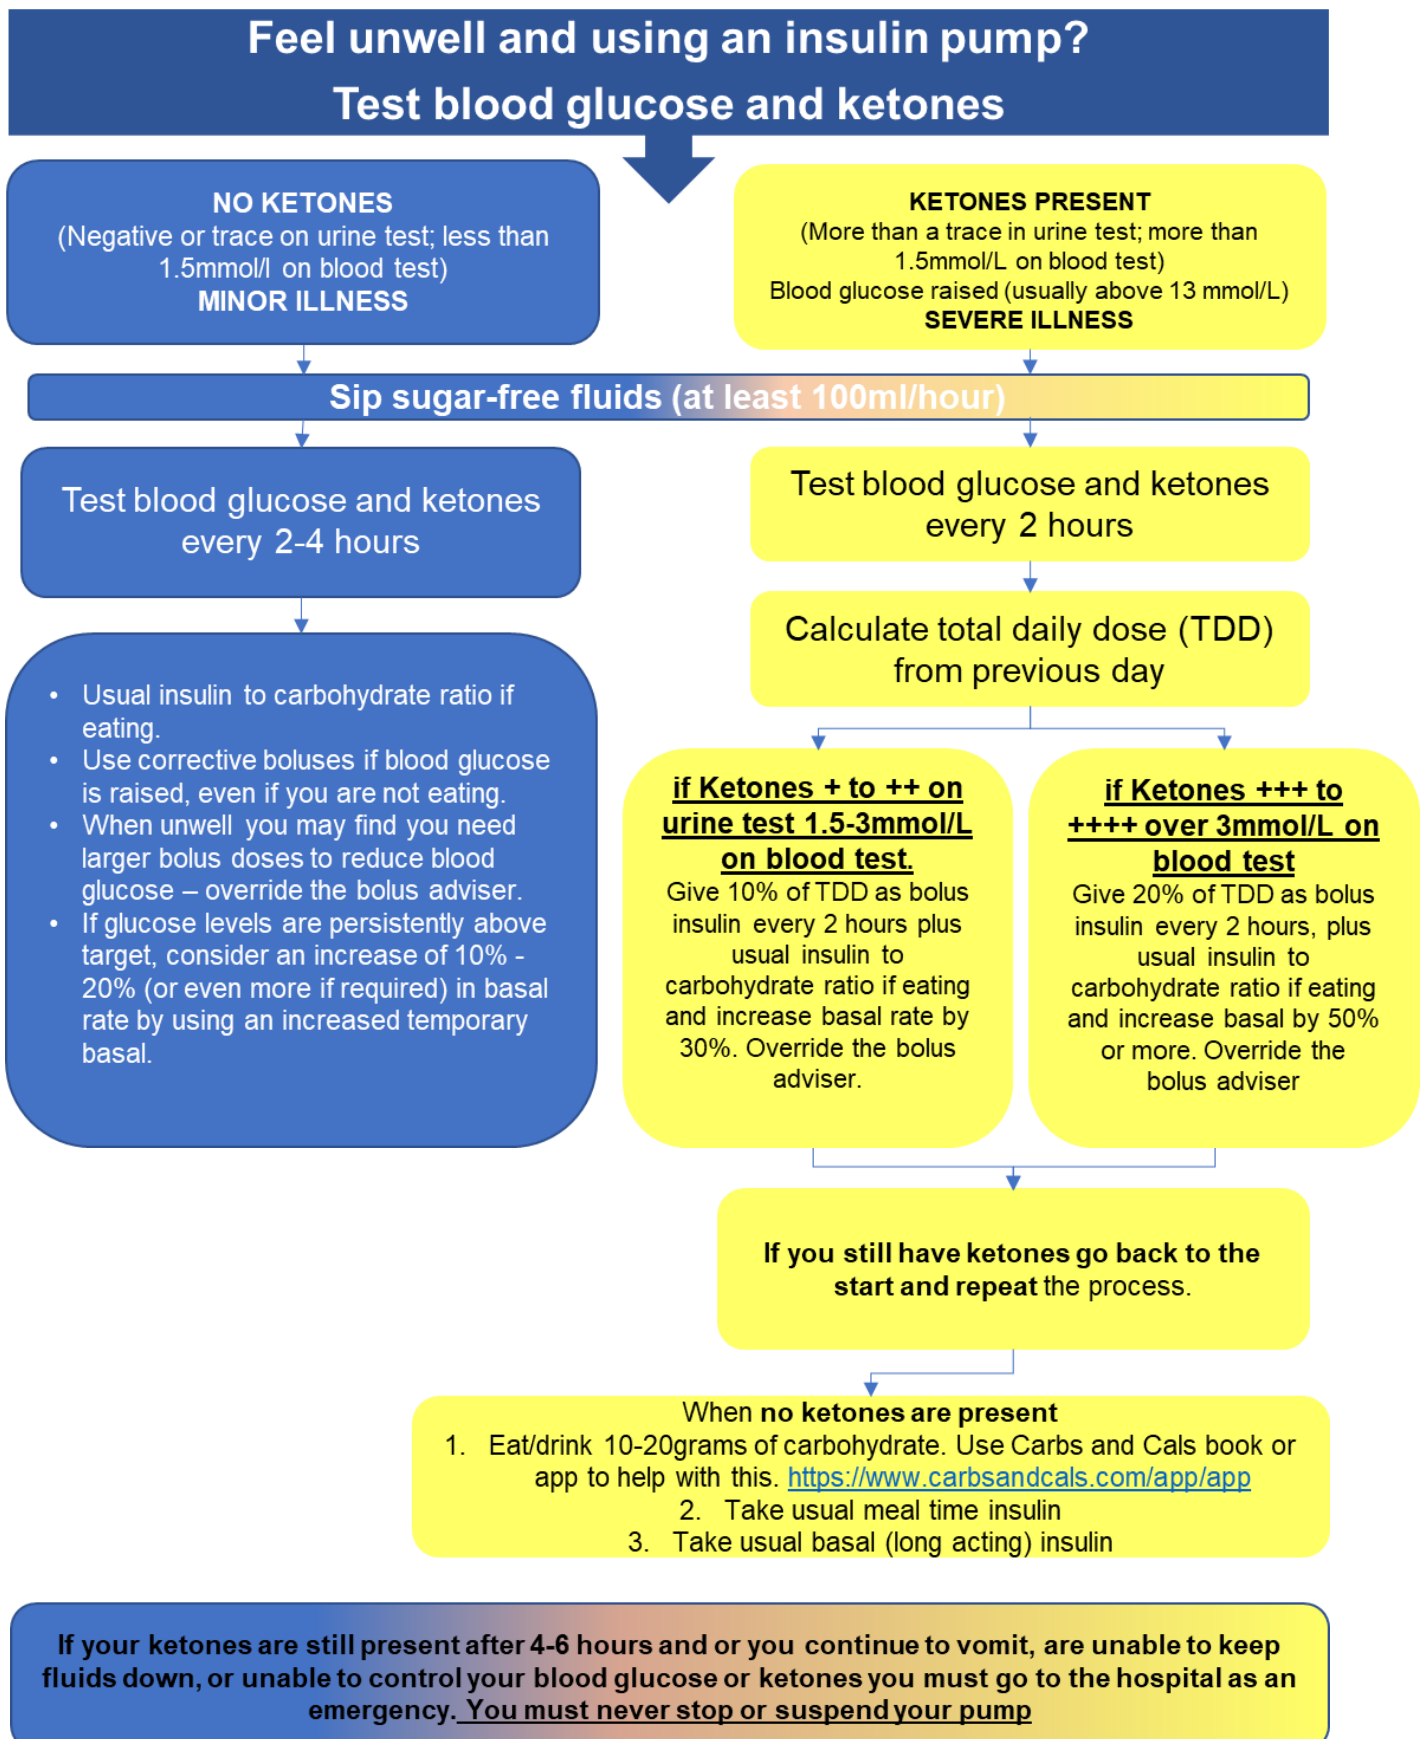 Feel unwell and using an insulin pump?
Test blood glucose and ketones
NO KETONES
(Negative or trace on urine test; less than
1.5mmol/l on blood test)
MINOR ILLNESS
KETONES PRESENT
(More than a trace in urine test; more than
1.5mmol/L on blood test)
Blood glucose raised (usually above 13 mmol/L)
SEVERE ILLNESS
Sip sugar-free fluids (at least 100ml/hour)
Test blood glucose and ketones
every 2-4 hours
Test blood glucose and ketones
every 2 hours
Calculate total daily dose (TDD)
from previous day
• Usual insulin to carbohydrate ratio if
eating.
• Use corrective boluses if blood glucose
is raised, even if you are not eating.
• When unwell you may find you need
larger bolus doses to reduce blood
glucose – override the bolus adviser.
• If glucose levels are persistently above
target, consider an increase of 10% -
20% (or even more if required) in basal
rate by using an increased temporary
basal.
if Ketones + to ++ on
urine test 1.5-3mmol/L
on blood test.
Give 10% of TDD as bolus
insulin every 2 hours plus
usual insulin to
carbohydrate ratio if eating
and increase basal rate by
30%. Override the bolus
adviser.
if Ketones +++ to
++++ over 3mmol/L on
blood test
Give 20% of TDD as bolus
insulin every 2 hours, plus
usual insulin to
carbohydrate ratio if eating
and increase basal by 50%
or more. Override the
bolus adviser
If you still have ketones go back to the
start and repeat the process.
When no ketones are present
1. Eat/drink 10-20grams of carbohydrate. Use Carbs and Cals book or
app to help with this. https://www.carbsandcals.com/app/app
2. Take usual meal time insulin
3. Take usual basal (long acting) insulin
If your ketones are still present after 4-6 hours and or you continue to vomit, are unable to keep
fluids down, or unable to control your blood glucose or ketones you must go to the hospital as an
emergency. You must never stop or suspend your pump